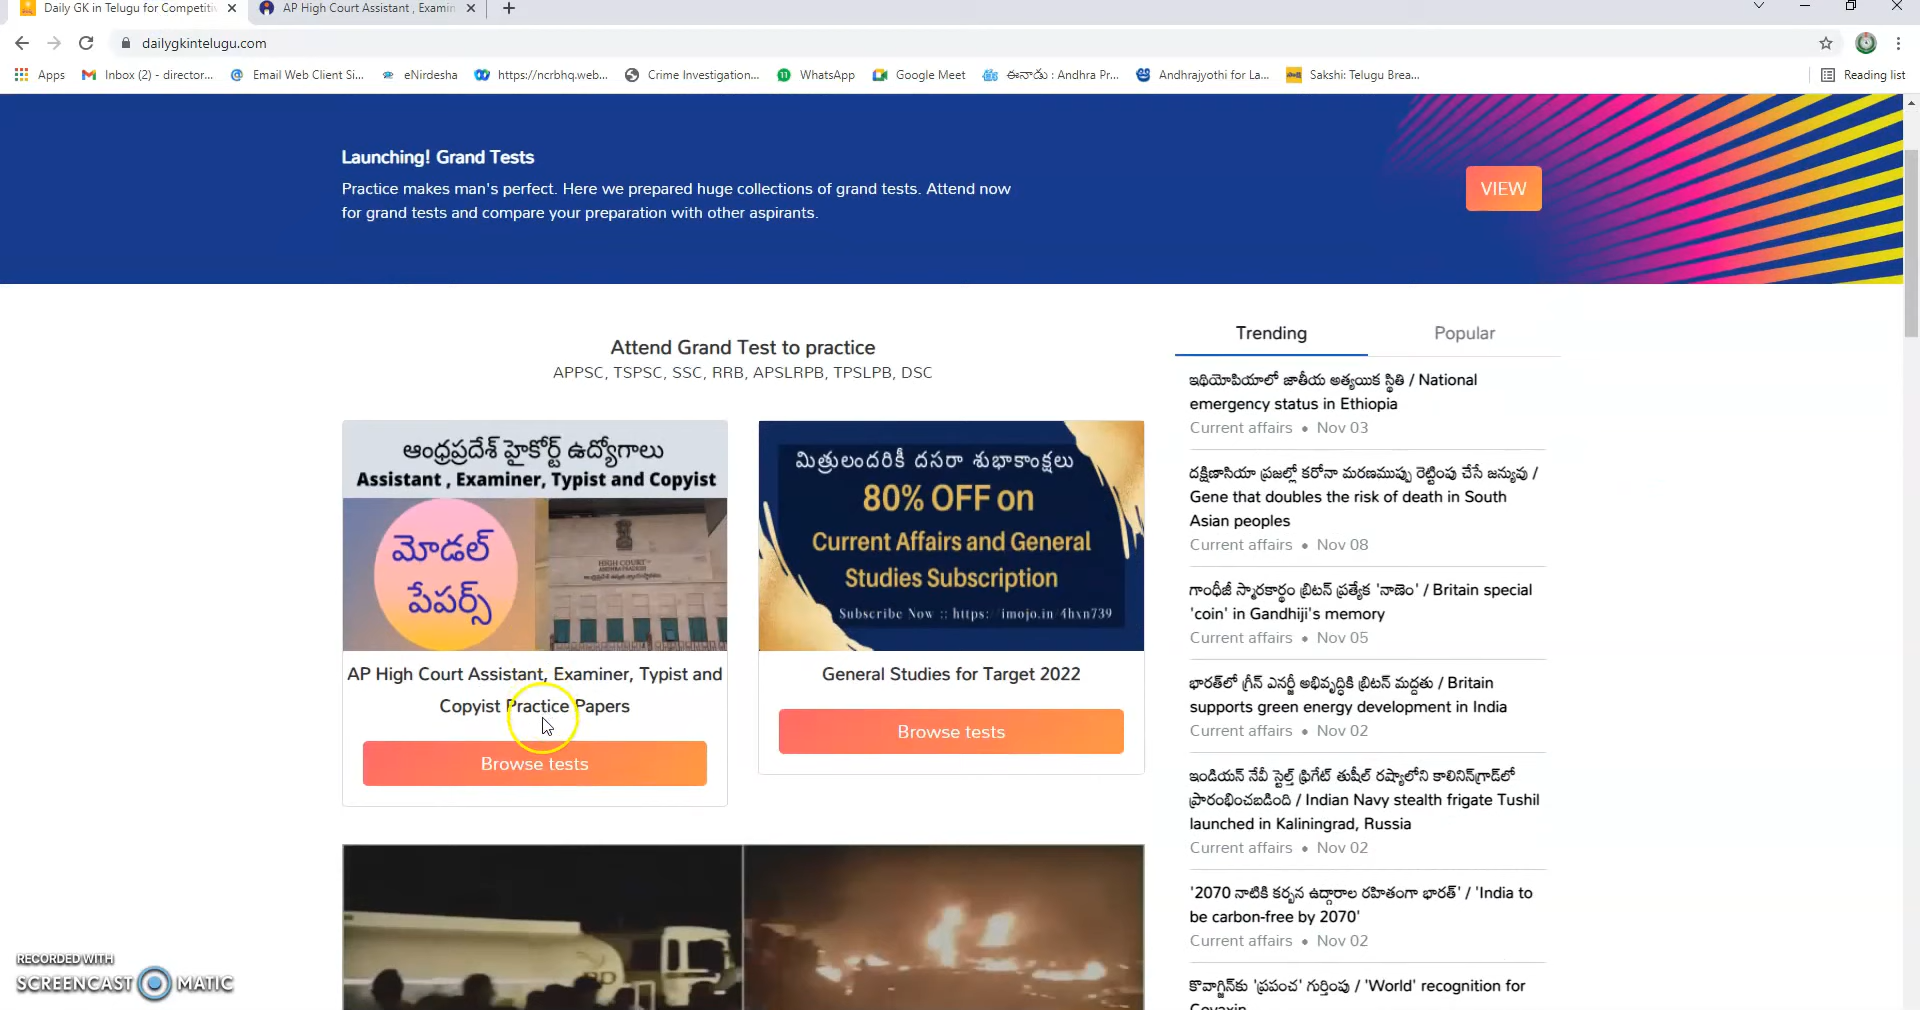 Daily GK in Telugu for Competiti
AP High Court Assistant , Examin
dailygkintelugu.com
Apps
Inbox (2) - director...
Email Web Client Si...
eNirdesha
https://ncrbhq.web...
Crime Investigation...
WhatsApp
Google Meet
ఈనాడు : Andhra Pr...
Andhrajyothi for La...
Sakshi: Telugu Brea...
Reading list
Launching! Grand Tests
Practice makes man's perfect. Here we prepared huge collections of grand tests. Attend now
for grand tests and compare your preparation with other aspirants.
VIEW
Attend Grand Test to practice
APPSC, TSPSC, SSC, RRB, APSLRPB, TPSLPB, DSC
ఆంధ్రప్రదేశ్ హైకోర్ట్ ఉద్యోగాలు
Assistant , Examiner, Typist and Copyist
మోడల్
పేపర్స్
HIGH COURT
AP High Court Assistant, Examiner, Typist and
Copyist Practice Papers
Browse tests
మిత్రులందరికీ దసరా శుభాకాంక్షలు
80% OFF on
Current Affairs and General
Studies Subscription
Subscribe Now :: https://imojo.in/4hxn739
General Studies for Target 2022
Browse tests
Trending
Popular
ఇథియోపియాలో జాతీయ అత్యయిక స్థితి / National
emergency status in Ethiopia
Current affairs • Nov 03
దక్షిణాసియా ప్రజల్లో కరోనా మరణముప్పు రెట్టింపు చేసే జన్యువు /
Gene that doubles the risk of death in South
Asian peoples
Current affairs • Nov 08
గాంధీజీ స్మారకార్థం బ్రిటన్ ప్రత్యేక 'నాణెం' / Britain special
'coin' in Gandhiji's memory
Current affairs • Nov 05
భారత్‌లో గ్రీన్ ఎనర్జీ అభివృద్ధికి బ్రిటన్ మద్దతు / Britain
supports green energy development in India
Current affairs • Nov 02
ఇండియన్ నేవీ స్టెల్త్ ఫ్రిగేట్ తుషీల్ రష్యాలోని కాలినిన్‌గ్రాడ్‌లో
ప్రారంభించబడింది / Indian Navy stealth frigate Tushil
launched in Kaliningrad, Russia
Current affairs • Nov 02
'2070 నాటికి కర్బన ఉద్గారాల రహితంగా భారత్' / 'India to
be carbon-free by 2070'
Current affairs • Nov 02
కొవాగ్జిన్‌కు 'ప్రపంచ' గుర్తింపు / 'World' recognition for
Covaxin
RECORDED WITH
SCREENCAST MATIC